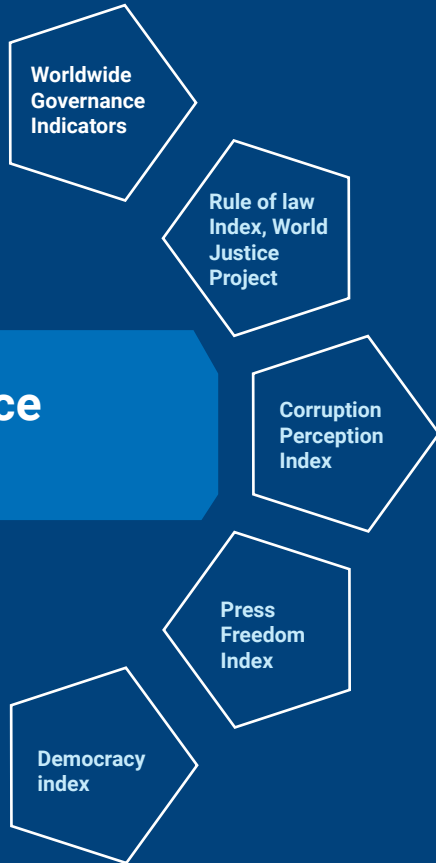 Worldwide
Governance
Indicators
Rule of law
Index, World
Justice
Project
ce
Corruption
Perception
Index
Press
Freedom
Index
Democracy
index